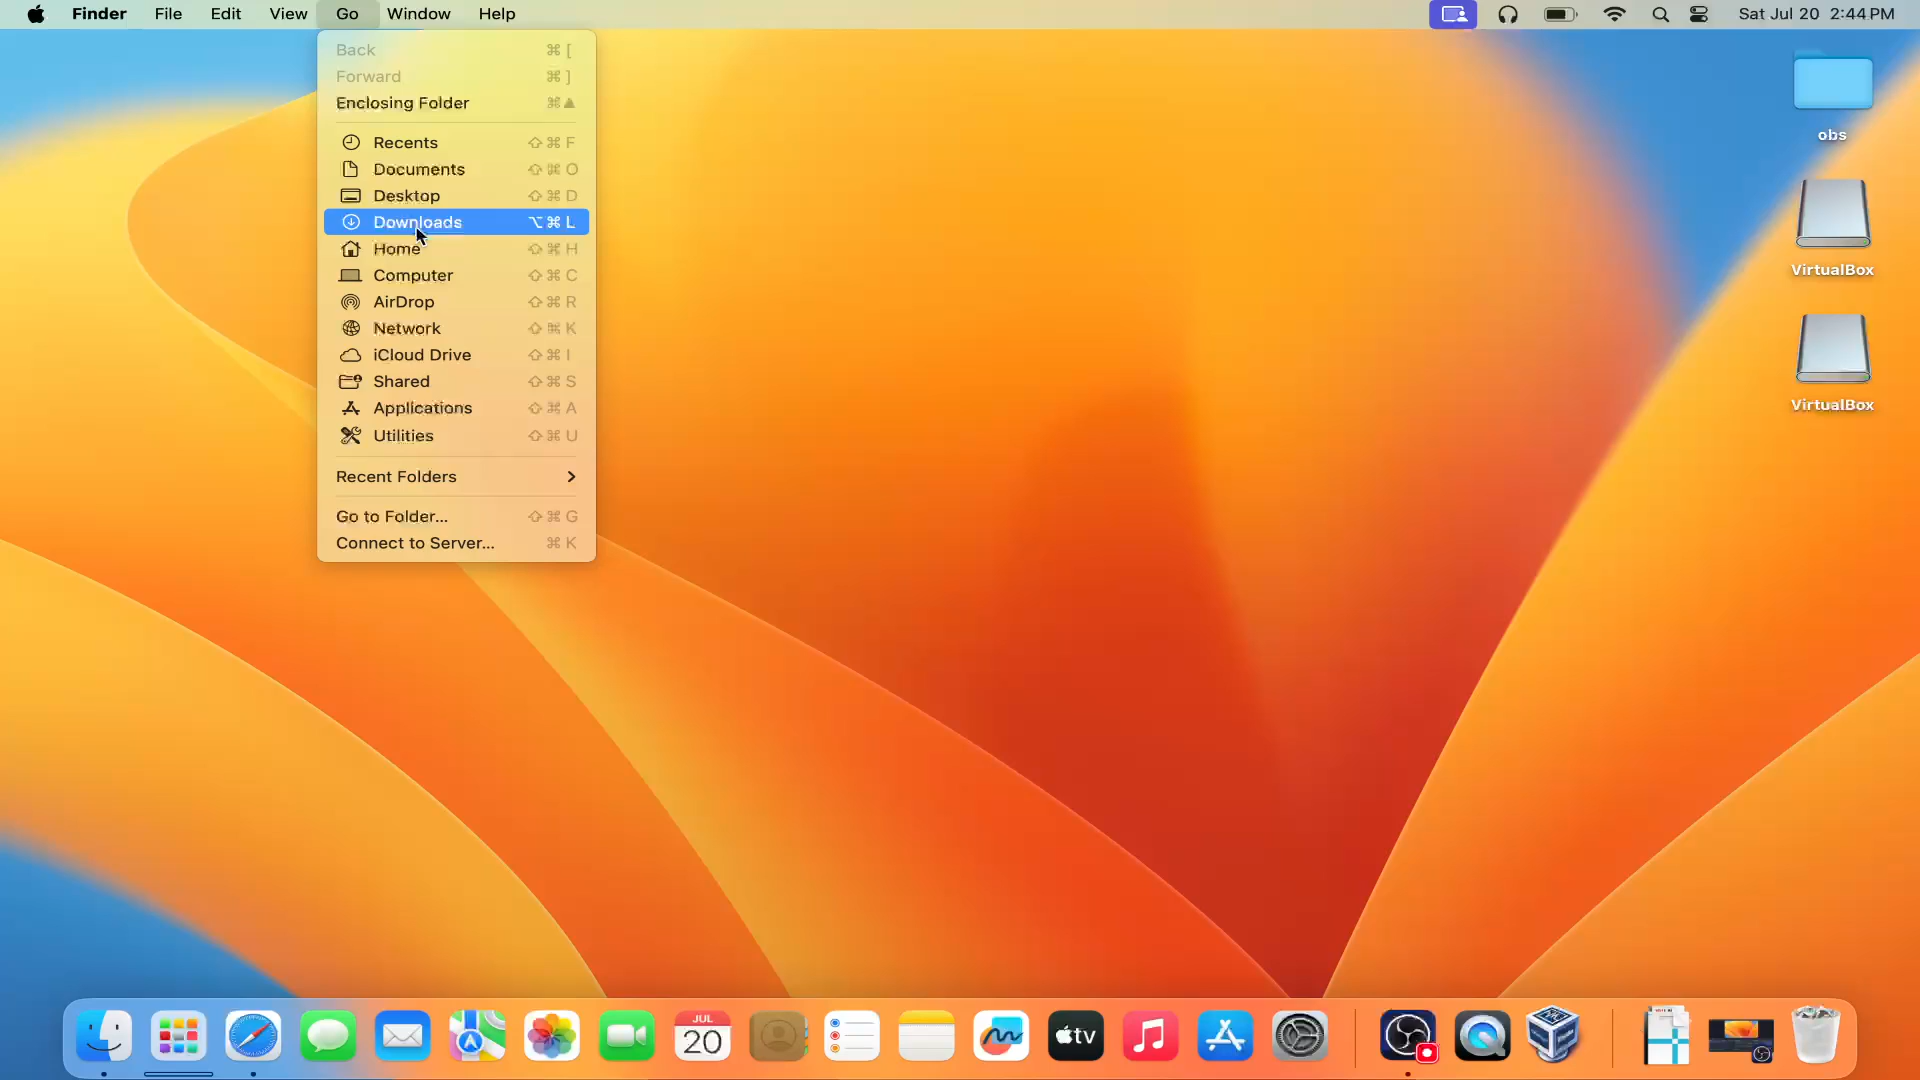 Finder File Edit View Go Window Help Sat Jul 20 2:44 PM
Back ⌘ [
Forward ⌘ ]
Enclosing Folder ⌘▲
Recents ⇧⌘F
Documents ⇧⌘O
Desktop ⇧⌘D
Downloads ⌥⌘L
Home ⇧⌘H
Computer ⇧⌘C
AirDrop ⇧⌘R
Network ⇧⌘K
iCloud Drive ⇧⌘I
Shared ⇧⌘S
Applications ⇧⌘A
Utilities ⇧⌘U
Recent Folders
Go to Folder... ⇧⌘G
Connect to Server... ⌘K
obs
VirtualBox
VirtualBox
JUL
20
tv